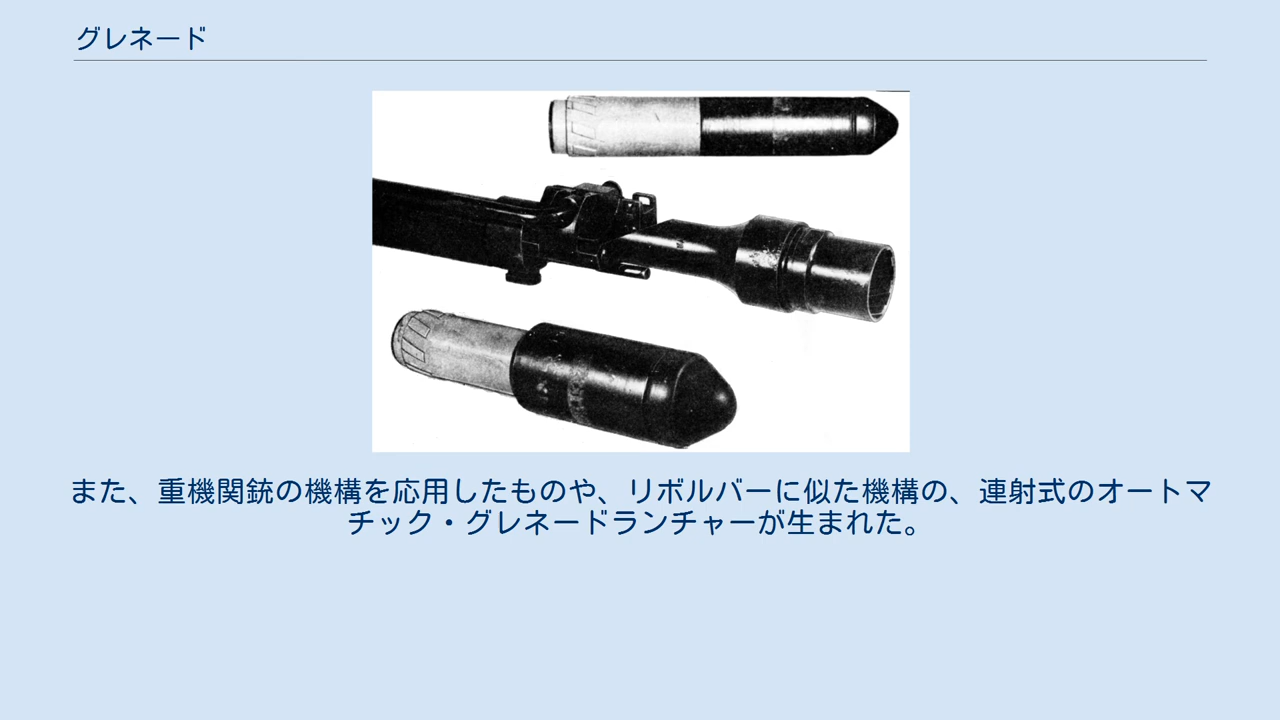 グレネード
また、重機関銃の機構を応用したものや、リボルバーに似た機構の、連射式のオートマ
チック・グレネードランチャーが生まれた。